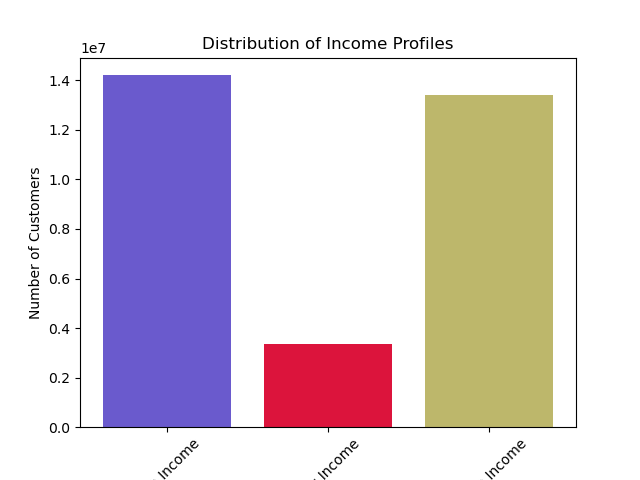 Distribution of Income Profiles
1e7
1.4
1.2
1.0
0.8
0.6
0.4
0.2
0.0
Number of Customers
Income
Income
Income